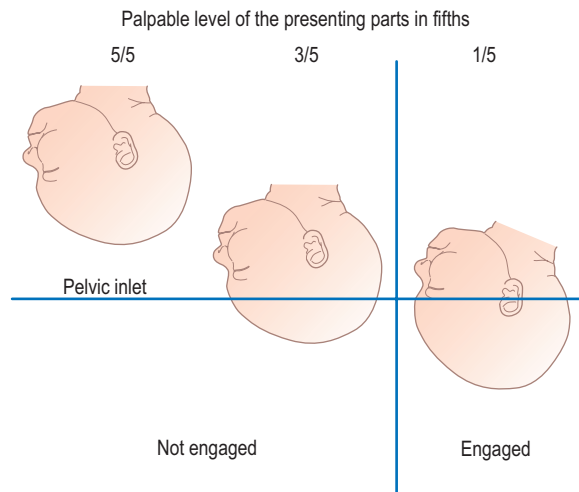 Palpable level of the presenting parts in fifths
5/5 3/5 1/5
Pelvic inlet
Not engaged Engaged